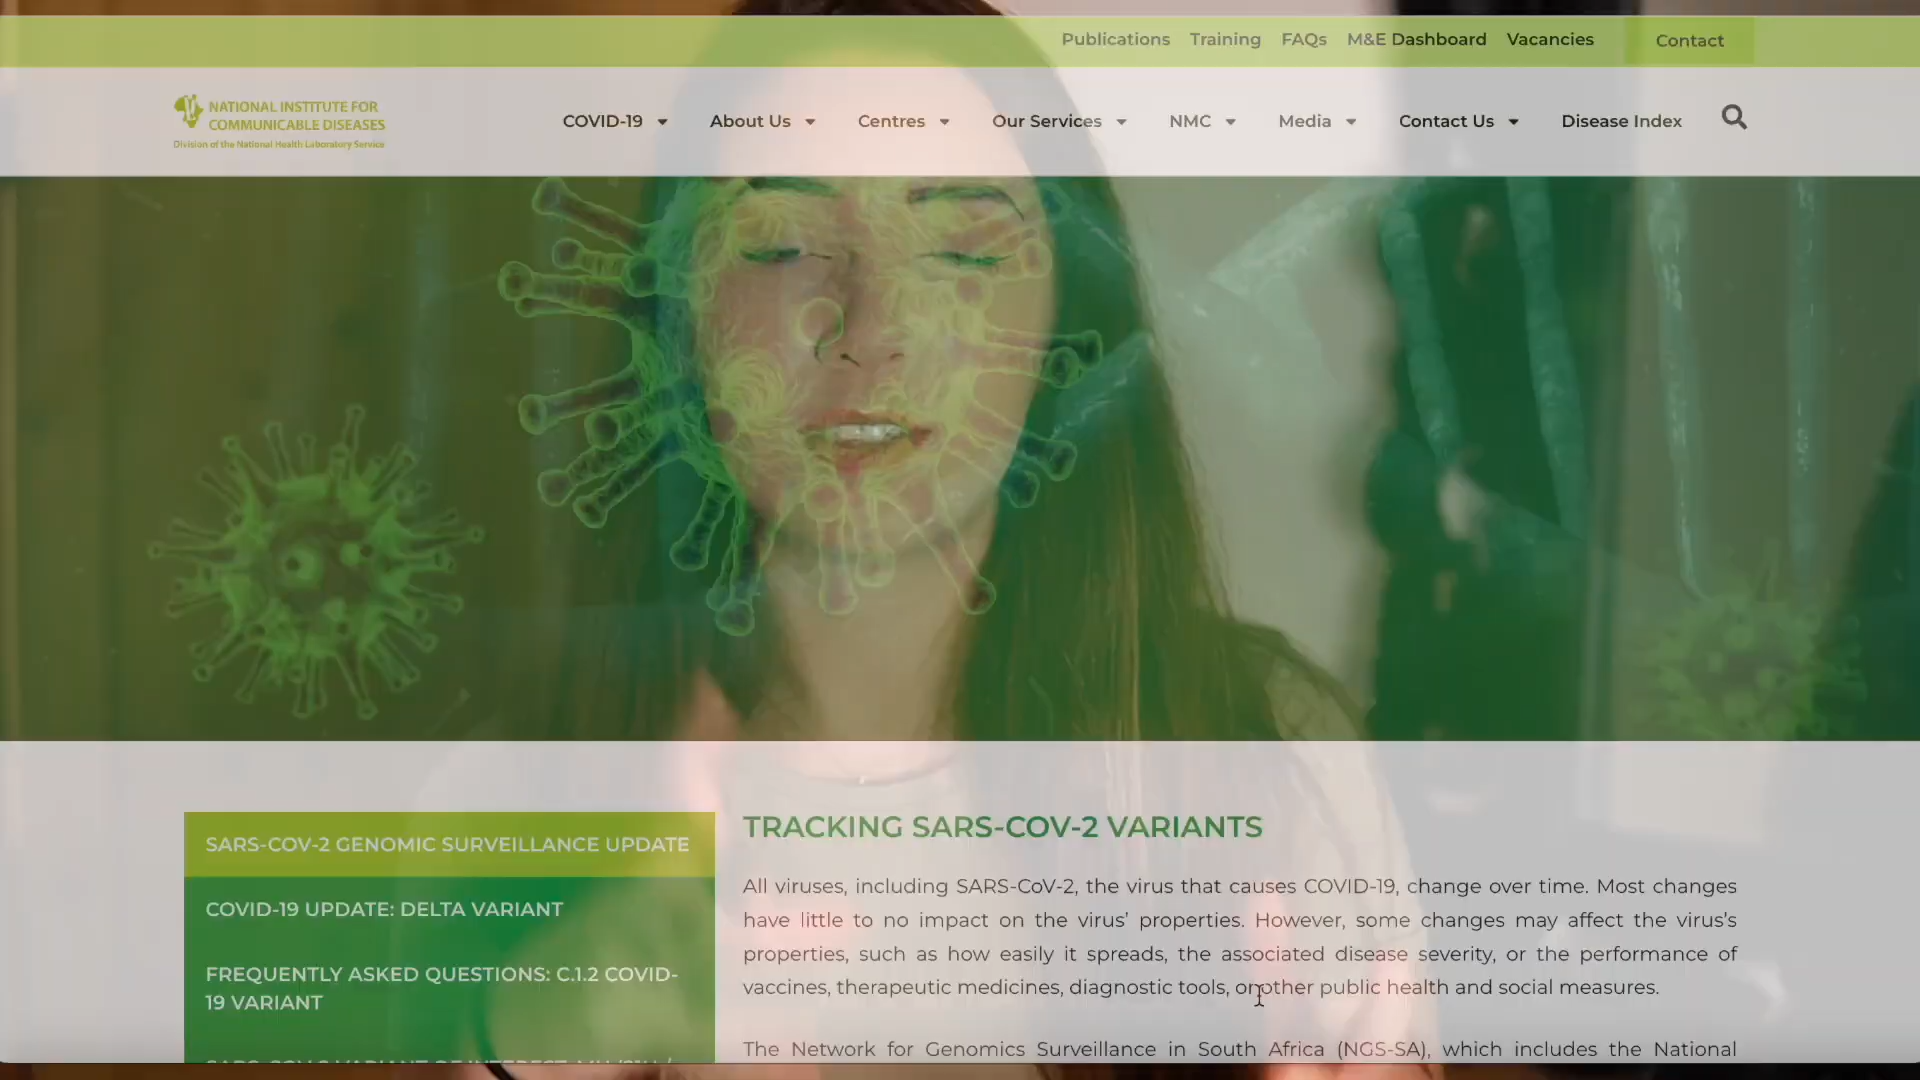 Publications Training FAQs M&E Dashboard Vacancies Contact
NATIONAL INSTITUTE FOR
COMMUNICABLE DISEASES
Division of the National Health Laboratory Service
COVID-19 About Us Centres Our Services NMC Media Contact Us Disease Index
SARS-COV-2 GENOMIC SURVEILLANCE UPDATE
COVID-19 UPDATE: DELTA VARIANT
FREQUENTLY ASKED QUESTIONS: C.1.2 COVID-
19 VARIANT
TRACKING SARS-COV-2 VARIANTS
All viruses, including SARS-CoV-2, the virus that causes COVID-19, change over time. Most changes
have little to no impact on the virus’ properties. However, some changes may affect the virus’s
properties, such as how easily it spreads, the associated disease severity, or the performance of
vaccines, therapeutic medicines, diagnostic tools, or other public health and social measures.
The Network for Genomics Surveillance in South Africa (NGS-SA), which includes the National